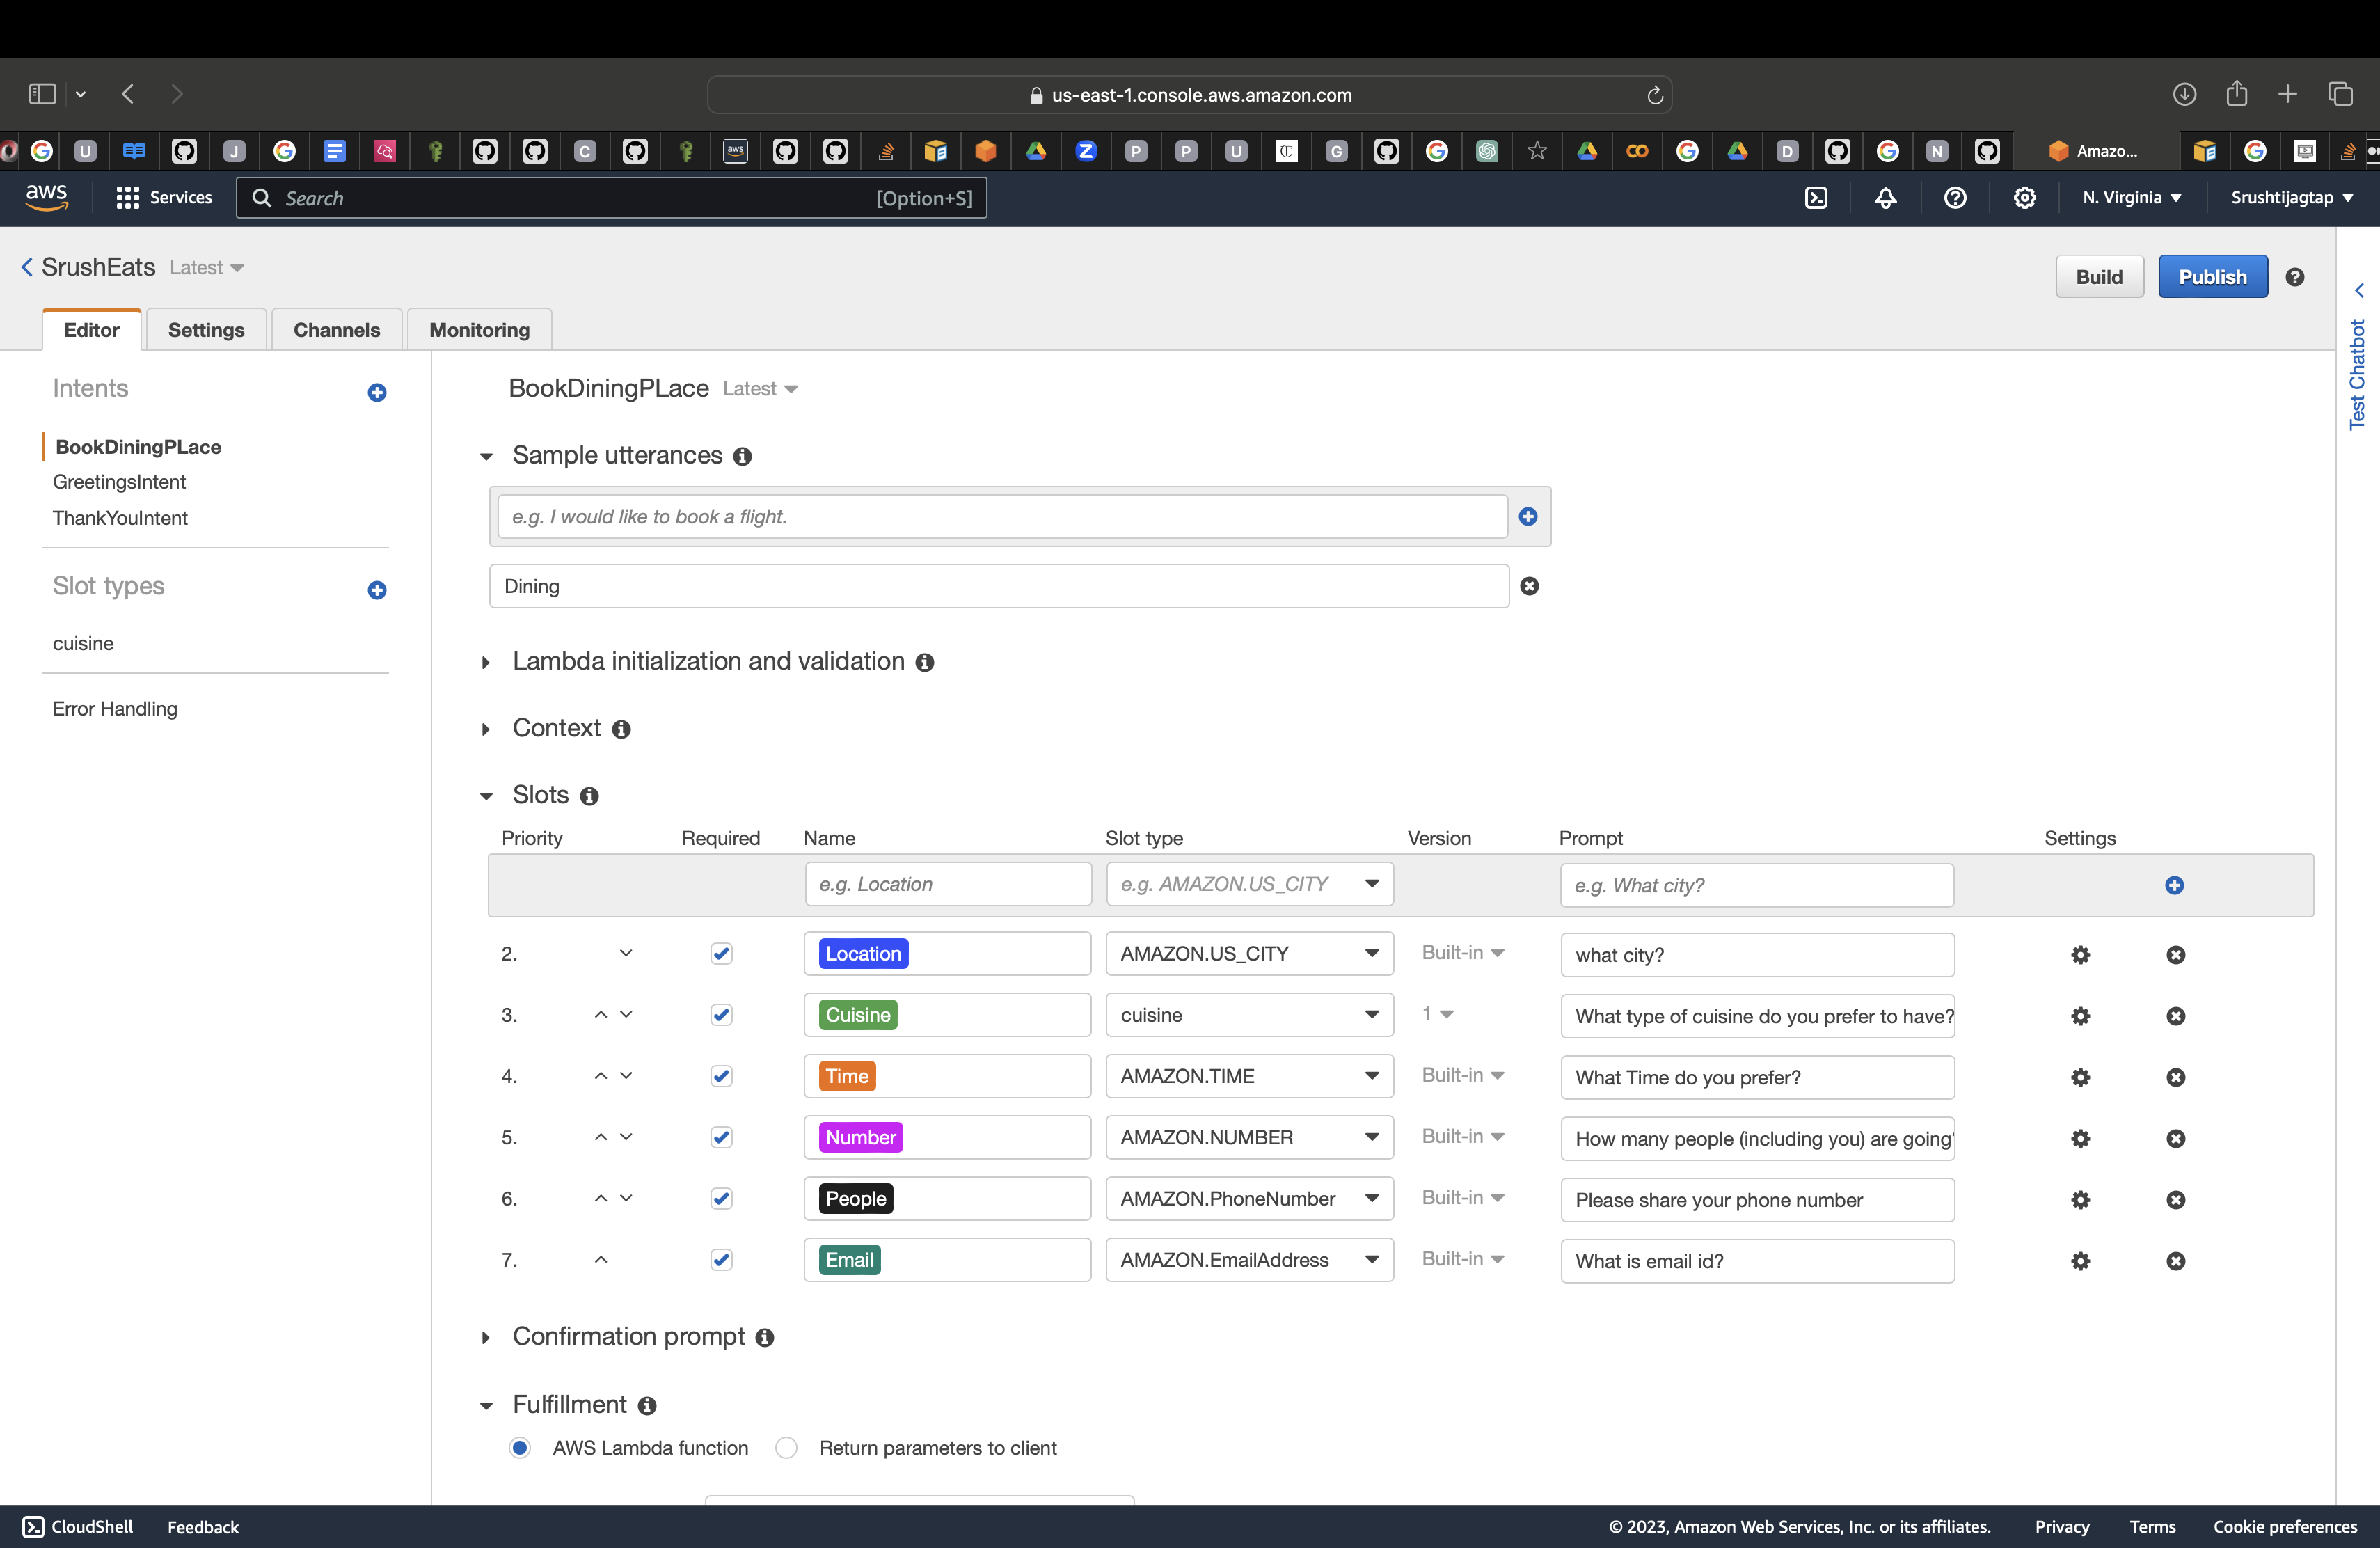 us-east-1.console.aws.amazon.com
U J C aws P P U G D N Amazo...
aws Services Search [Option+S] N. Virginia Srushtijagtap
SrushEats Latest
Build Publish
Editor Settings Channels Monitoring
Test Chatbot
Intents
BookDiningPLace
GreetingsIntent
ThankYouIntent
Slot types
cuisine
Error Handling
BookDiningPLace Latest
Sample utterances
e.g. I would like to book a flight.
Dining
Lambda initialization and validation
Context
Slots
Priority Required Name Slot type Version Prompt Settings
e.g. Location e.g. AMAZON.US_CITY e.g. What city?
2. Location AMAZON.US_CITY Built-in what city?
3. Cuisine cuisine 1 What type of cuisine do you prefer to have?
4. Time AMAZON.TIME Built-in What Time do you prefer?
5. Number AMAZON.NUMBER Built-in How many people (including you) are going
6. People AMAZON.PhoneNumber Built-in Please share your phone number
7. Email AMAZON.EmailAddress Built-in What is email id?
Confirmation prompt
Fulfillment
AWS Lambda function Return parameters to client
CloudShell Feedback © 2023, Amazon Web Services, Inc. or its affiliates. Privacy Terms Cookie preferences